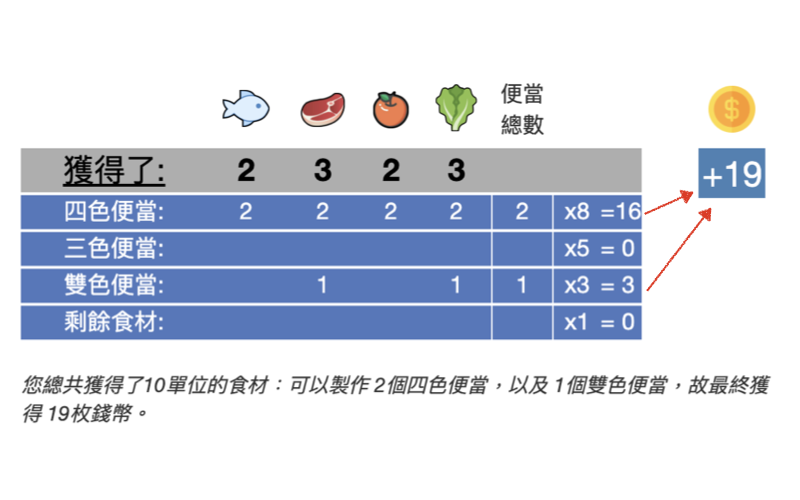 便當
總數
$
獲得了: 2 3 2 3
+19
四色便當: 2 2 2 2 2 x8 =16
三色便當: x5 = 0
雙色便當: 1 1 1 x3 = 3
剩餘食材: x1 = 0
您總共獲得了10單位的食材：可以製作 2個四色便當，以及 1個雙色便當，故最終獲
得 19枚錢幣。